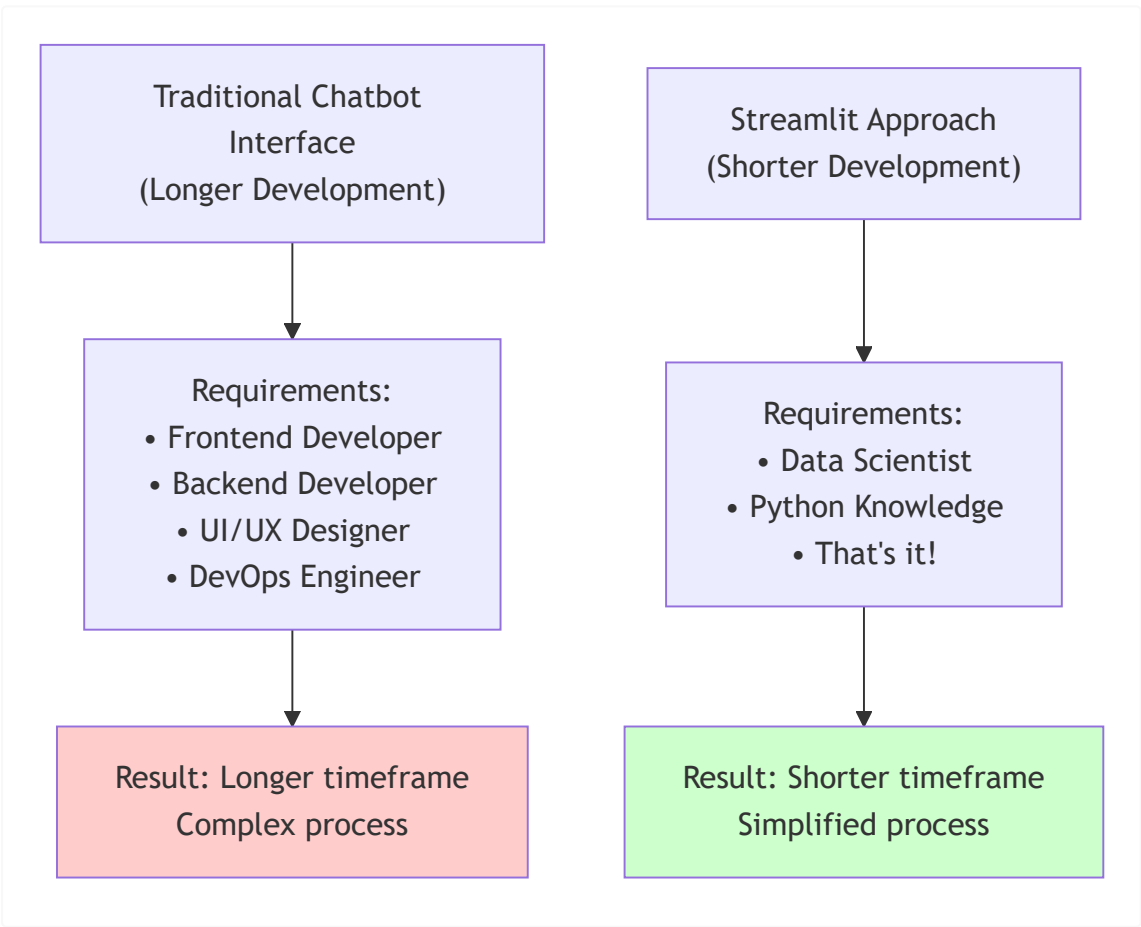 Traditional Chatbot
Interface
(Longer Development)
Requirements:
• Frontend Developer
• Backend Developer
• UI/UX Designer
• DevOps Engineer
Result: Longer timeframe
Complex process
Streamlit Approach
(Shorter Development)
Requirements:
• Data Scientist
• Python Knowledge
• That's it!
Result: Shorter timeframe
Simplified process